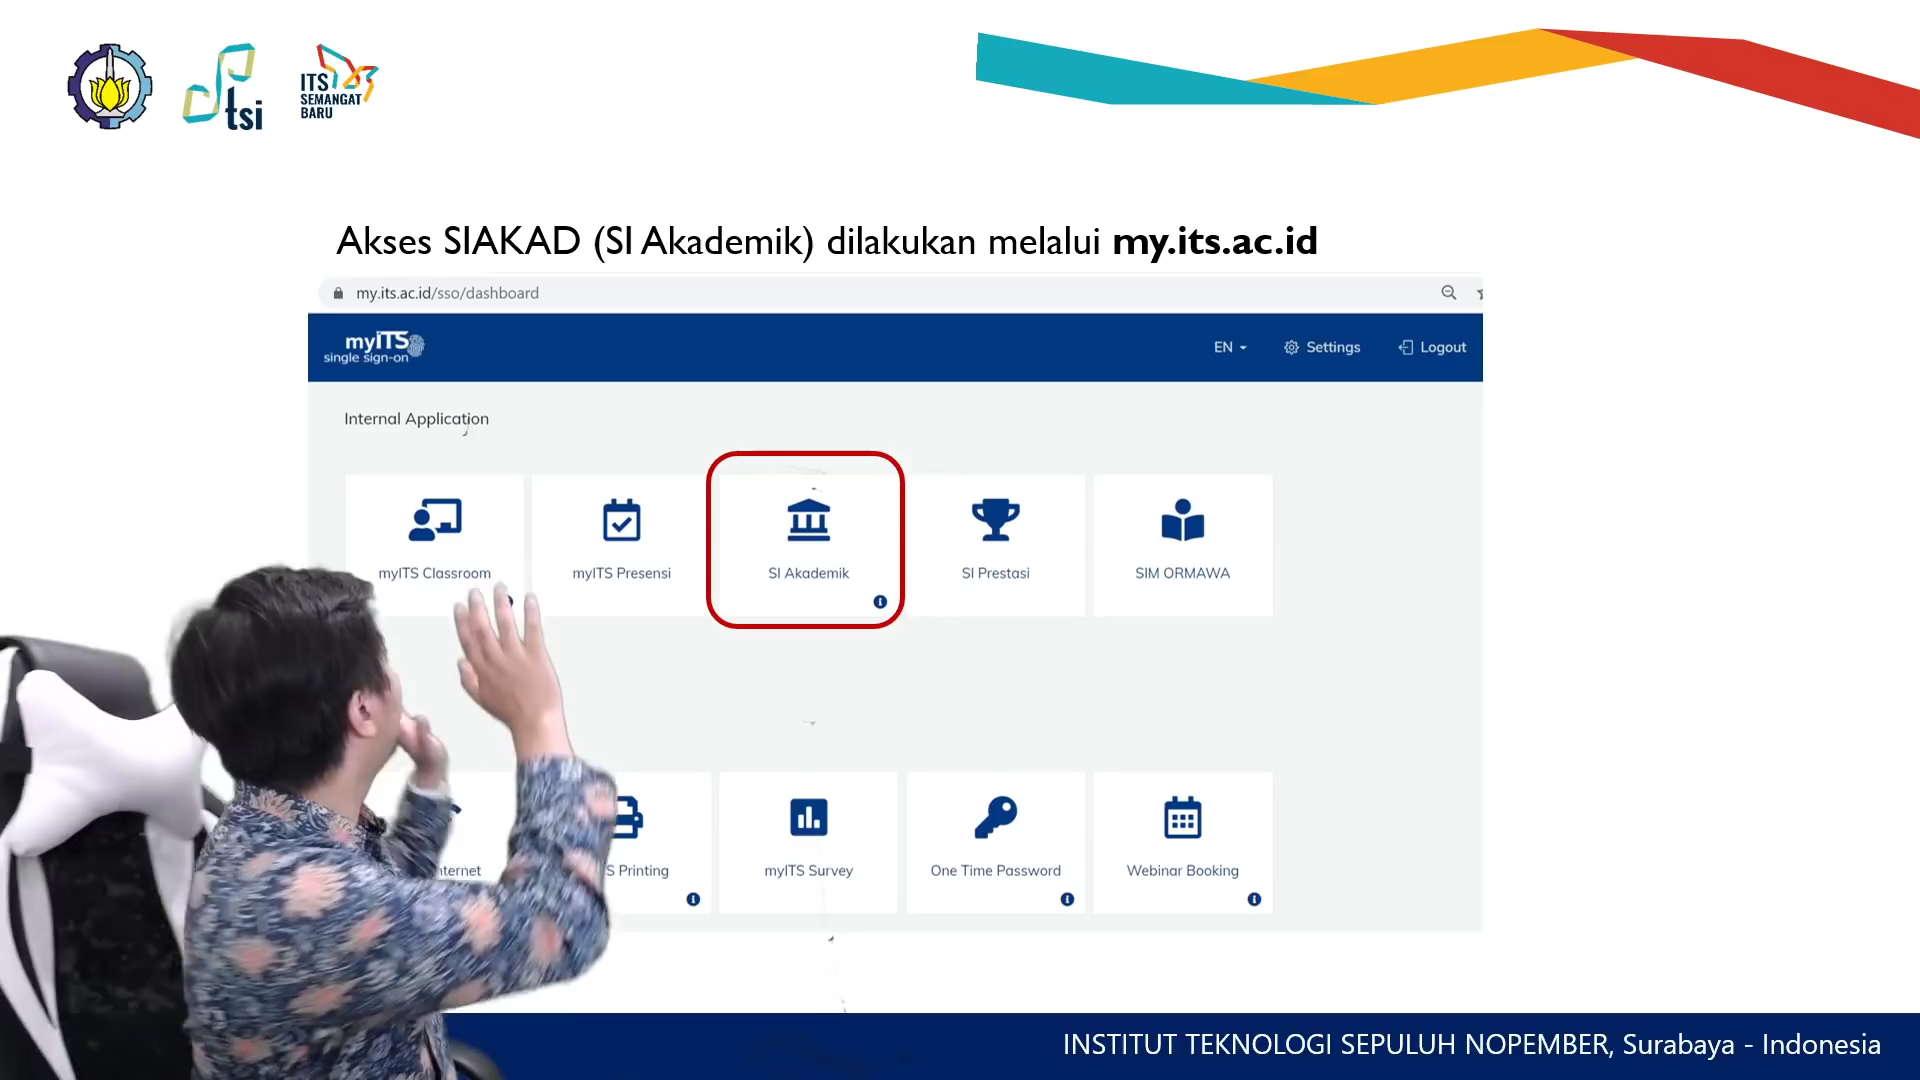 tsi
ITS
SEMANGAT
BARU
Akses SIAKAD (SI Akademik) dilakukan melalui my.its.ac.id
my.its.ac.id/sso/dashboard
myITS
single sign-on
EN
Settings
Logout
Internal Application
myITS Classroom
myITS Presensi
SI Akademik
SI Prestasi
SIM ORMAWA
nternet
S Printing
myITS Survey
One Time Password
Webinar Booking
INSTITUT TEKNOLOGI SEPULUH NOPEMBER, Surabaya - Indonesia